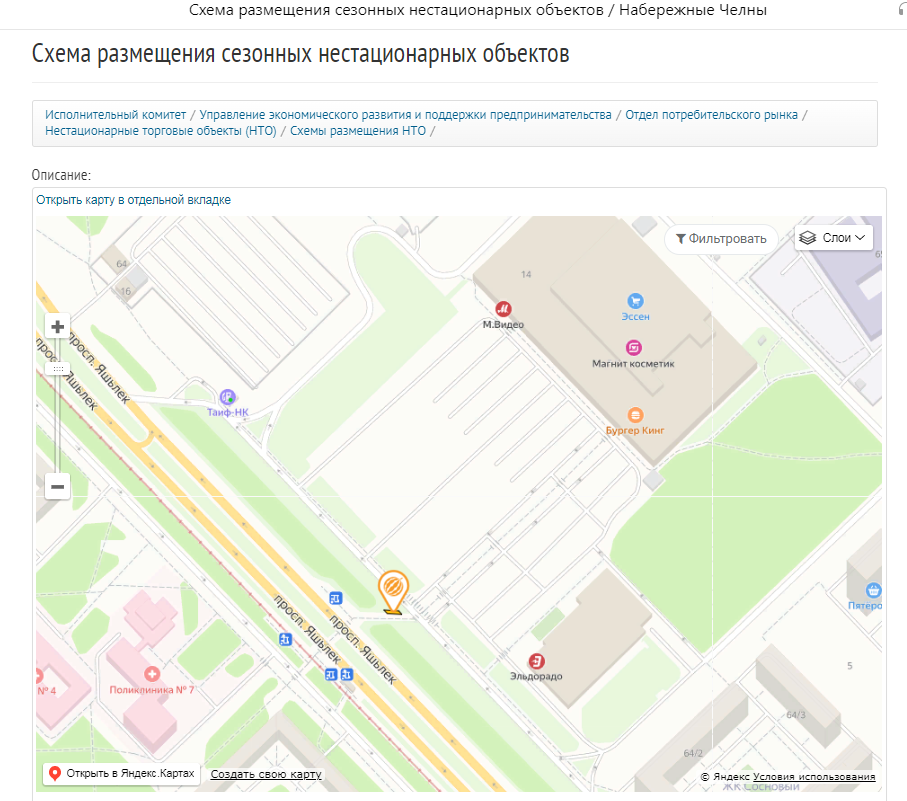 Схема размещения сезонных нестационарных объектов / Набережные Челны
Схема размещения сезонных нестационарных объектов
Исполнительный комитет / Управление экономического развития и поддержки предпринимательства / Отдел потребительского рынка /
Нестационарные торговые объекты (НТО) / Схемы размещения НТО /
Описание:
Открыть карту в отдельной вкладке
Фильтровать
Слои
64
16
14
М.Видео
Эссен
Магнит косметик
Бургер Кинг
Таиф-НК
просп. Яшьлек
Яшьлек
просп. Яшьлек
просп. Яшьлек
Эльдорадо
Пятеро
№ 4
Поликлиника № 7
5
64/3
64/2
ЖК Сосновый
Открыть в Яндекс.Картах
Создать свою карту
© Яндекс Условия использования